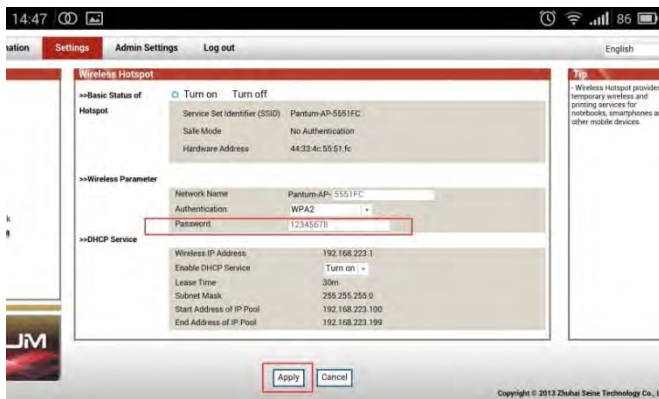 14:47 86
nation Settings Admin Settings Log out English
Wireless Hotspot
>>Basic Status of Hotspot
Turn on Turn off
Service Set Identifier (SSID) Pantum-AP-5551FC
Safe Mode No Authentication
Hardware Address 44:33:4c:55:51:fc
>>Wireless Parameter
Network Name Pantum-AP- 5551FC
Authentication WPA2
Password 12345678
>>DHCP Service
Wireless IP Address 192.168.223.1
Enable DHCP Service Turn on
Lease Time 30m
Subnet Mask 255.255.255.0
Start Address of IP Pool 192.168.223.100
End Address of IP Pool 192.168.223.199
Apply Cancel
Tip
- Wireless Hotspot provides
temporary wireless and
printing services for
notebooks, smartphones a
other mobile devices.
k
UM
Copyright © 2013 Zhuhai Seine Technology Co., L